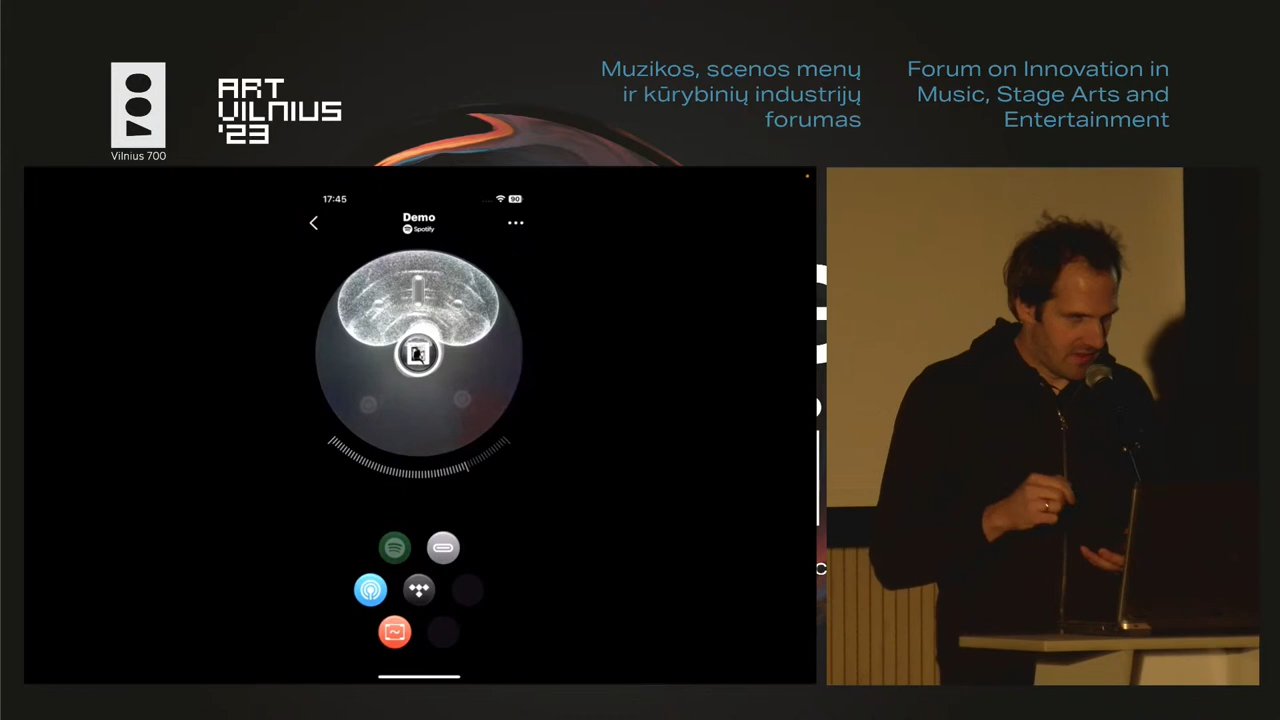 Vilnius 700
ART
VILNIUS
'23
Muzikos, scenos menų
ir kūrybinių industrijų
forumas
Forum on Innovation in
Music, Stage Arts and
Entertainment
17:45
90
Demo
Spotify